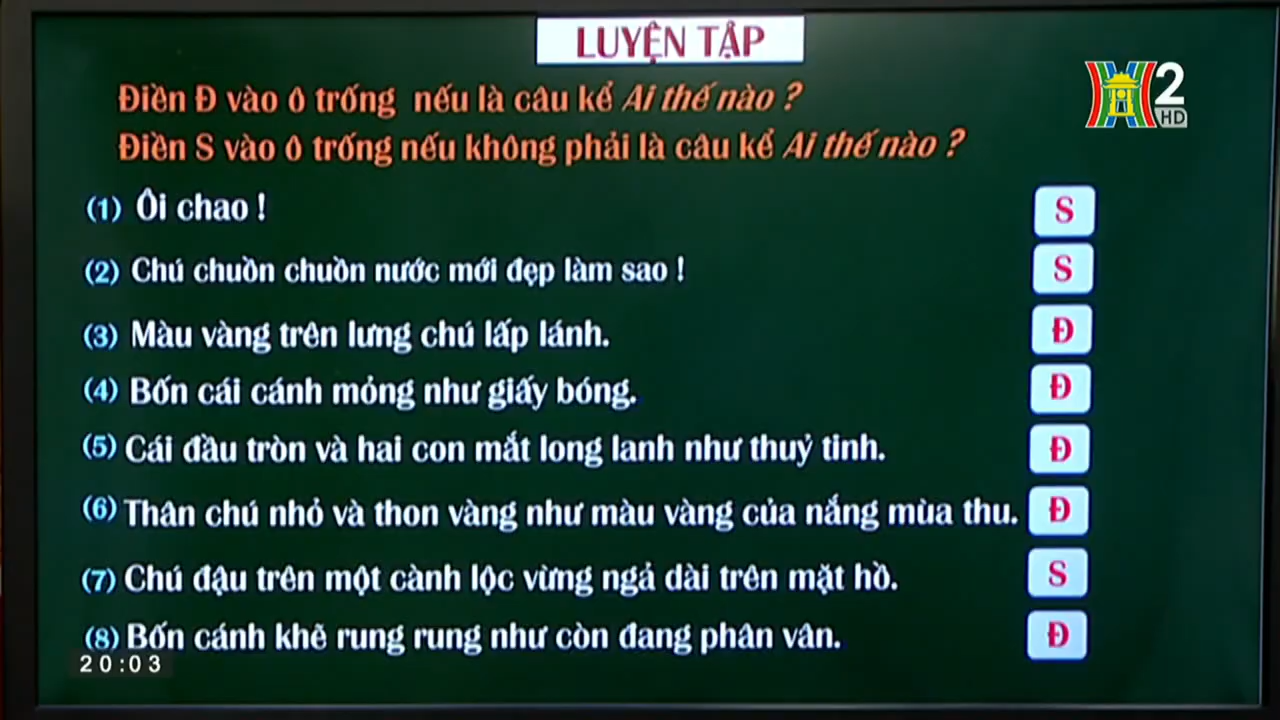 LUYỆN TẬP
2
HD
Điền Đ vào ô trống nếu là câu kể Ai thế nào ?
Điền S vào ô trống nếu không phải là câu kể Ai thế nào ?
(1) Ôi chao ! S
(2) Chú chuồn chuồn nước mới đẹp làm sao ! S
(3) Màu vàng trên lưng chú lấp lánh. Đ
(4) Bốn cái cánh mỏng như giấy bóng. Đ
(5) Cái đầu tròn và hai con mắt long lanh như thuỷ tinh. Đ
(6) Thân chú nhỏ và thon vàng như màu vàng của nắng mùa thu. Đ
(7) Chú đậu trên một cành lộc vừng ngả dài trên mặt hồ. S
(8) Bốn cánh khẽ rung rung như còn đang phân vân. Đ
20:03